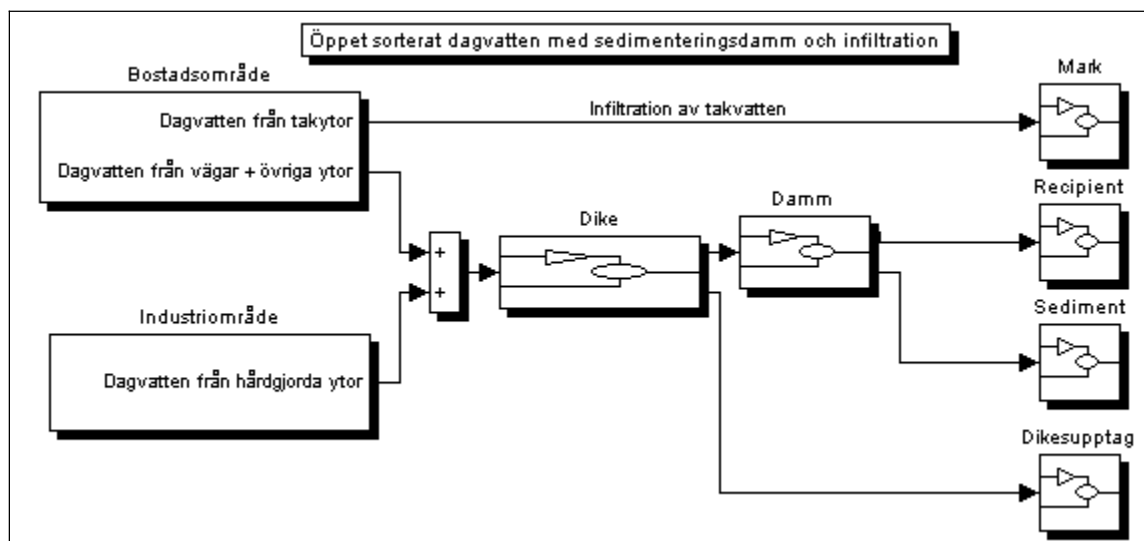 Öppet sorterat dagvatten med sedimenteringsdamm och infiltration
Bostadsområde
Dagvatten från takytor
Dagvatten från vägar + övriga ytor
Infiltration av takvatten
Mark
Recipient
Damm
Dike
+
+
Sediment
Industriområde
Dagvatten från hårdgjorda ytor
Dikesupptag